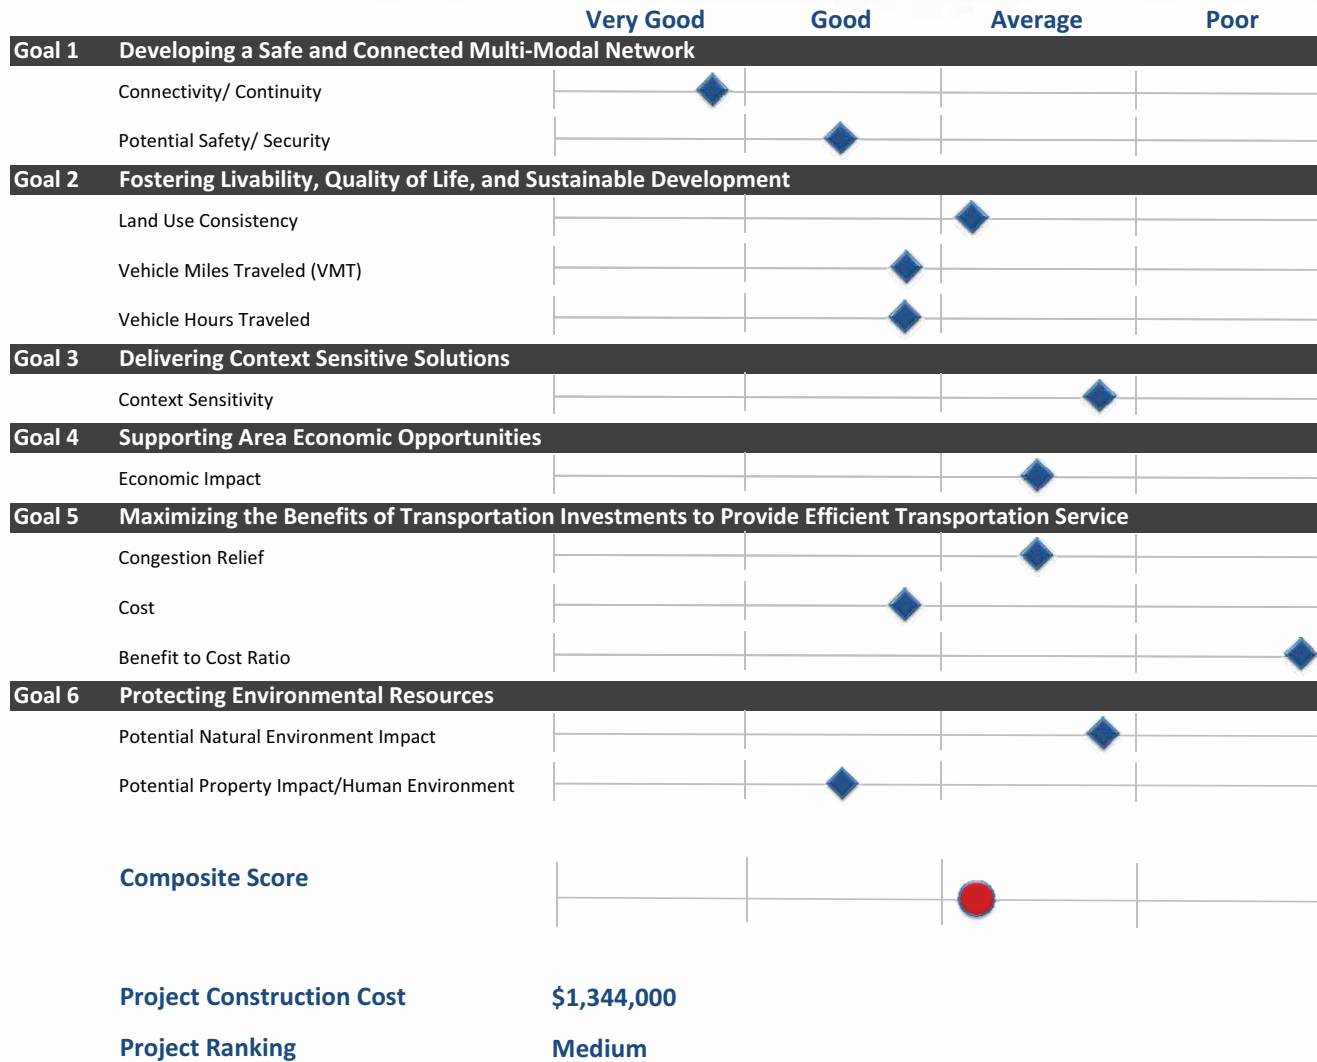 Very Good Good Average Poor
Goal 1 Developing a Safe and Connected Multi-Modal Network
Connectivity/ Continuity
Potential Safety/ Security
Goal 2 Fostering Livability, Quality of Life, and Sustainable Development
Land Use Consistency
Vehicle Miles Traveled (VMT)
Vehicle Hours Traveled
Goal 3 Delivering Context Sensitive Solutions
Context Sensitivity
Goal 4 Supporting Area Economic Opportunities
Economic Impact
Goal 5 Maximizing the Benefits of Transportation Investments to Provide Efficient Transportation Service
Congestion Relief
Cost
Benefit to Cost Ratio
Goal 6 Protecting Environmental Resources
Potential Natural Environment Impact
Potential Property Impact/Human Environment
Composite Score
Project Construction Cost $1,344,000
Project Ranking Medium